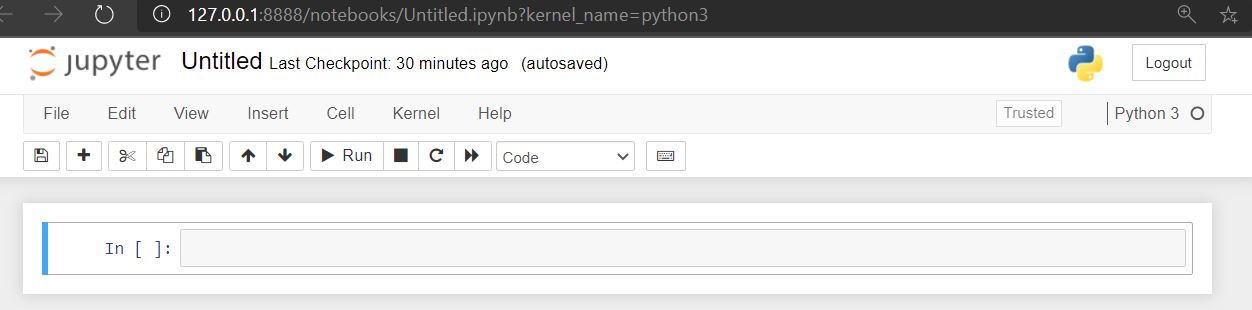 127.0.0.1:8888/notebooks/Untitled.ipynb?kernel_name=python3
jupyter Untitled Last Checkpoint: 30 minutes ago (autosaved) Logout
File Edit View Insert Cell Kernel Help Trusted Python 3
Run Code
In [ ]: